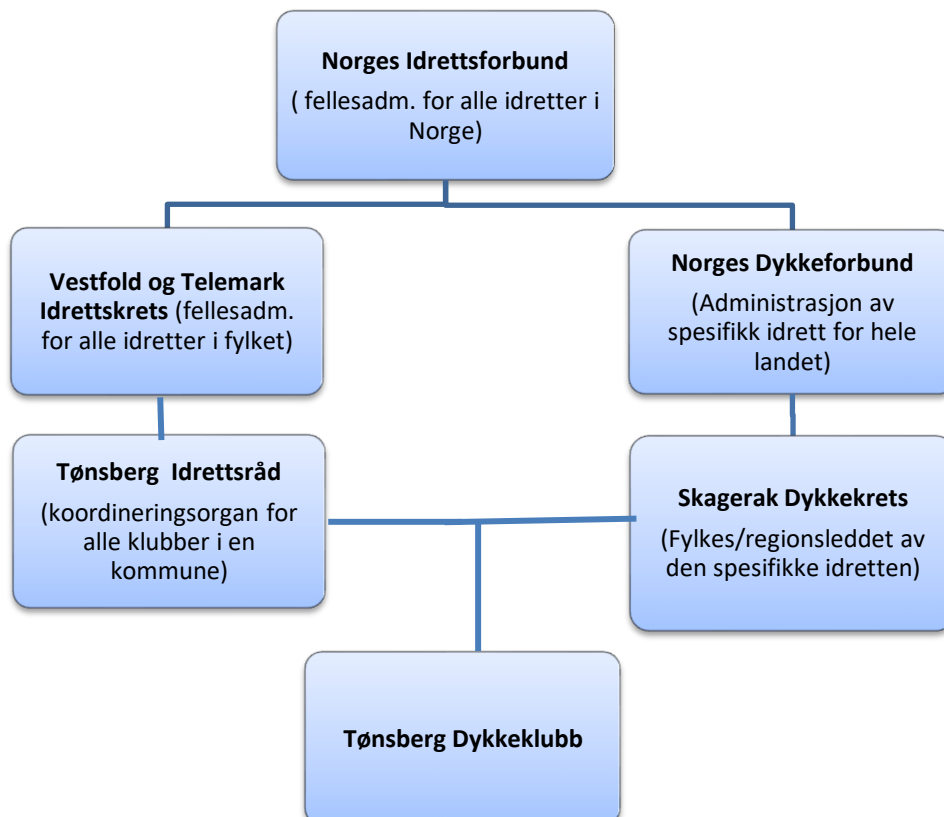 Norges Idrettsforbund
( fellesadm. for alle idretter i
Norge)
Vestfold og Telemark
Idrettskrets (fellesadm.
for alle idretter i fylket)
Norges Dykkeforbund
(Administrasjon av
spesifikk idrett for hele
landet)
Tønsberg  Idrettsråd
(koordineringsorgan for
alle klubber i en
kommune)
Skagerak Dykkekrets
(Fylkes/regionsleddet av
den spesifikke idretten)
Tønsberg Dykkeklubb